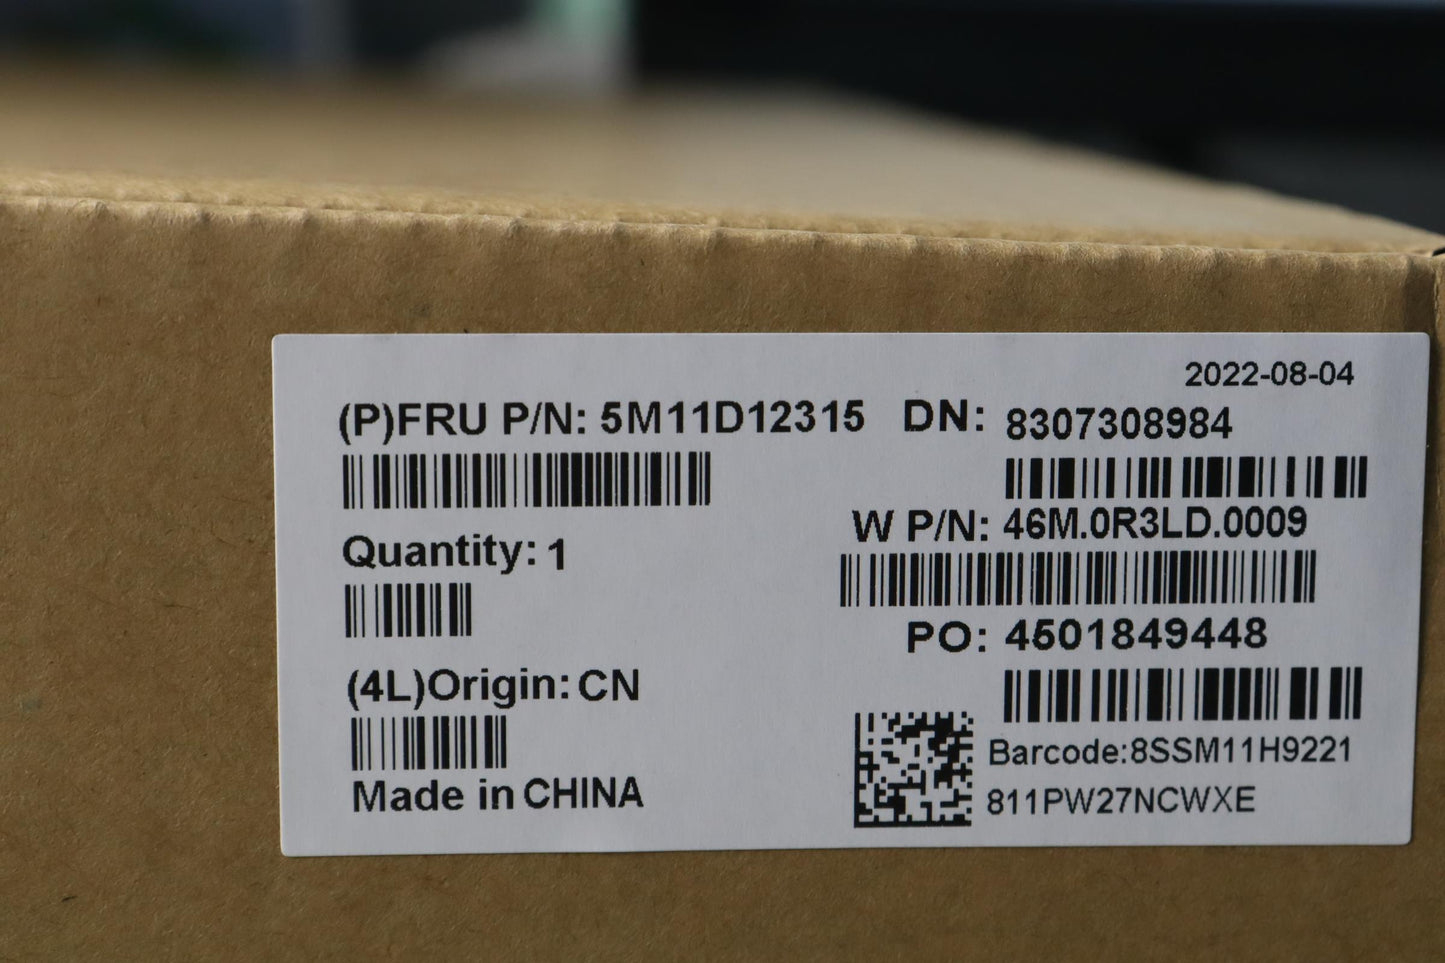 2022-08-04
(P)FRU P/N: 5M11D12315 DN: 8307308984
W P/N: 46M.0R3LD.0009
Quantity: 1
PO: 4501849448
(4L)Origin: CN
Barcode:8SSM11H9221
811PW27NCWXE
Made in CHINA